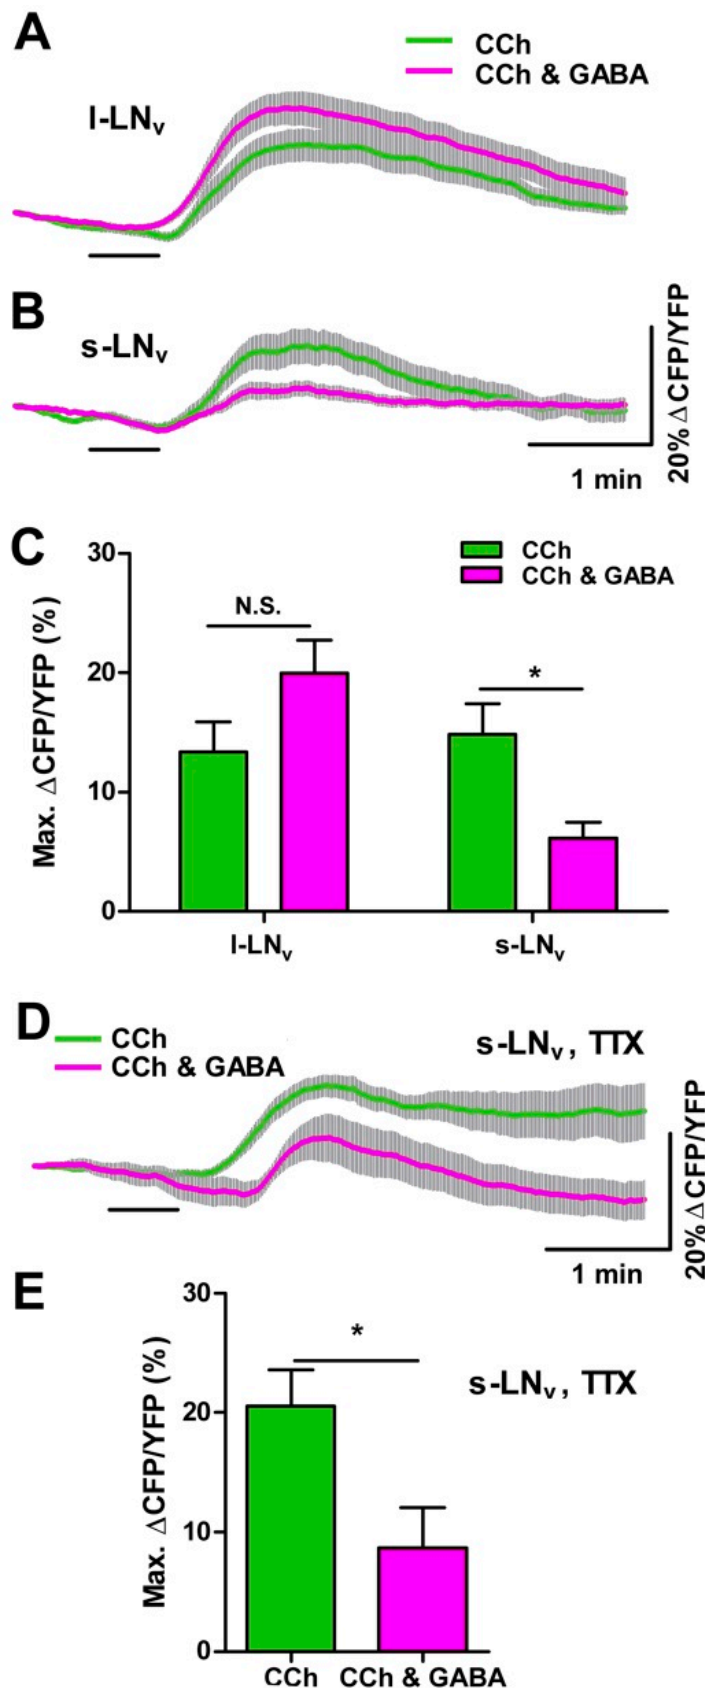 A
CCh
CCh & GABA
l-LNv
B
s-LNv
20% ΔCFP/YFP
1 min
C
30
20
10
0
Max. ΔCFP/YFP (%)
CCh
CCh & GABA
N.S.
*
l-LNv
s-LNv
D
CCh
CCh & GABA
s-LNv, TTX
20% ΔCFP/YFP
1 min
E
30
20
10
0
Max. ΔCFP/YFP (%)
*
s-LNv, TTX
CCh
CCh & GABA